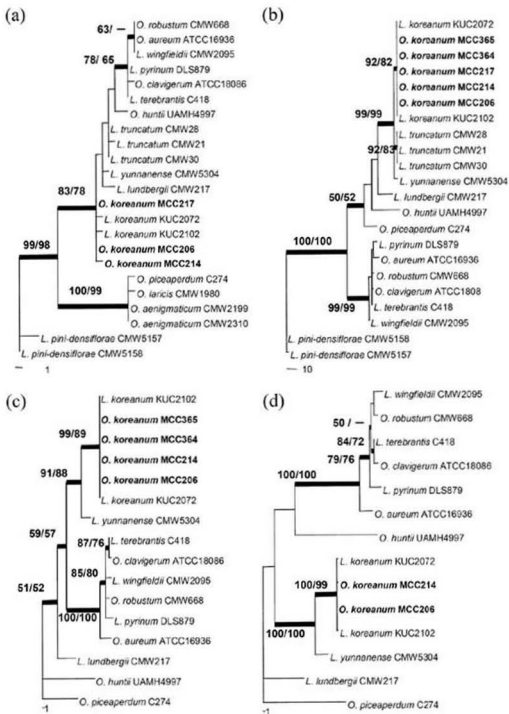 (a)
63/ –
O. robustum CMW668
O. aureum ATCC16936
L. wingfieldii CMW2095
78/ 65
L. pyrinum DLS879
O. clavigerum ATCC18086
L. terebrantis C418
O. huntii UAMH4997
L. truncatum CMW28
L. truncatum CMW21
L. truncatum CMW30
L. yunnanense CMW5304
L. lundbergii CMW217
83/78
O. koreanum MCC217
L. koreanum KUC2072
L. koreanum KUC2102
O. koreanum MCC206
O. koreanum MCC214
99/98
100/99
O. piceaperdum C274
O. laricis CMW1980
O. aenigmaticum CMW2199
O. aenigmaticum CMW2310
L. pini-densiflorae CMW5157
L. pini-densiflorae CMW5158
1
(b)
L. koreanum KUC2072
O. koreanum MCC365
92/82
O. koreanum MCC364
O. koreanum MCC217
O. koreanum MCC214
O. koreanum MCC206
99/99
L. koreanum KUC2102
L. truncatum CMW28
92/83
L. truncatum CMW21
L. truncatum CMW30
L. yunnanense CMW5304
L. lundbergii CMW217
50/52
O. huntii UAMH4997
O. piceaperdum C274
100/100
L. pyrinum DLS879
O. aureum ATCC16936
O. robustum CMW668
O. clavigerum ATCC1808
99/99
L. terebrantis C418
L. wingfieldii CMW2095
L. pini-densiflorae CMW5158
L. pini-densiflorae CMW5157
10
(c)
L. koreanum KUC2102
O. koreanum MCC365
99/89
O. koreanum MCC364
O. koreanum MCC214
91/88
O. koreanum MCC206
L. koreanum KUC2072
L. yunnanense CMW5304
59/57
87/76
L. terebrantis C418
O. clavigerum ATCC18086
85/80
L. wingfieldii CMW2095
51/52
O. robustum CMW668
100/100
L. pyrinum DLS879
O. aureum ATCC16936
L. lundbergii CMW217
O. huntii UAMH4997
O. piceaperdum C274
1
(d)
L. wingfieldii CMW2095
50 / –
O. robustum CMW668
84/72
L. terebrantis C418
79/76
O. clavigerum ATCC18086
100/100
L. pyrinum DLS879
O. aureum ATCC16936
O. huntii UAMH4997
L. koreanum KUC2072
100/99
O. koreanum MCC214
O. koreanum MCC206
100/100
L. koreanum KUC2102
L. yunnanense CMW5304
L. lundbergii CMW217
O. piceaperdum C274
1